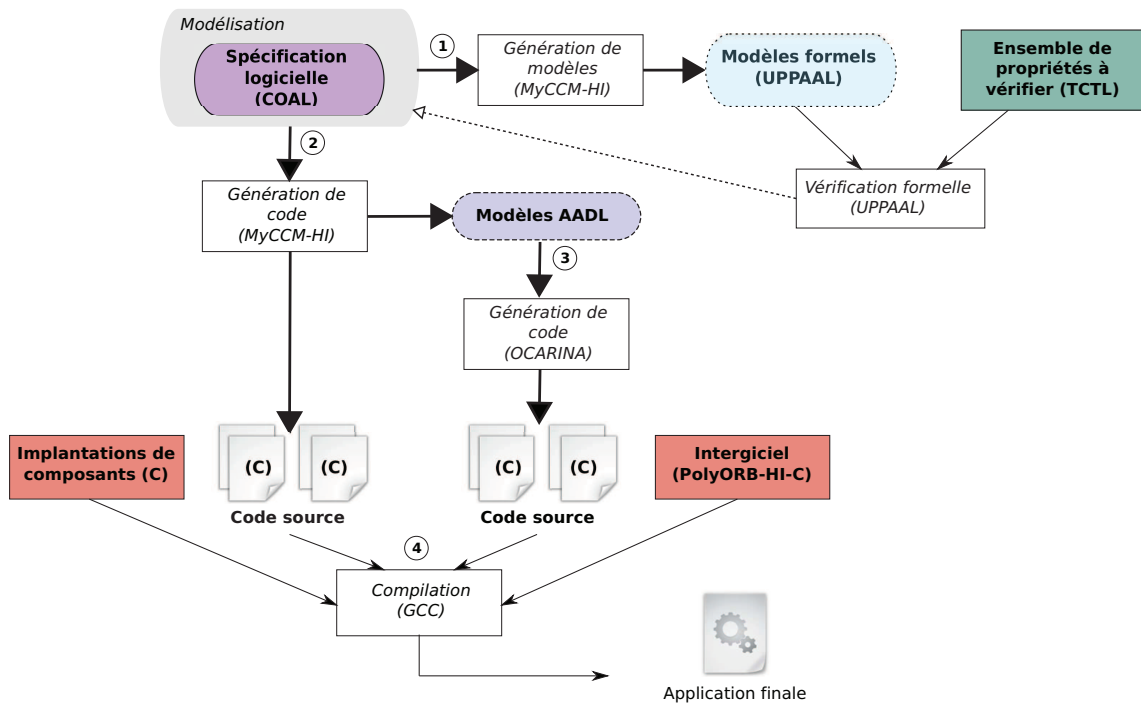 Modélisation
Spécification
logicielle
(COAL)
1
Génération de
modèles
(MyCCM-HI)
Modèles formels
(UPPAAL)
Ensemble de
propriétés à
vérifier (TCTL)
2
Vérification formelle
(UPPAAL)
Génération de
code
(MyCCM-HI)
Modèles AADL
3
Génération de
code
(OCARINA)
Implantations de
composants (C)
(C)
(C)
Code source
(C)
(C)
Code source
Intergiciel
(PolyORB-HI-C)
4
Compilation
(GCC)
Application finale